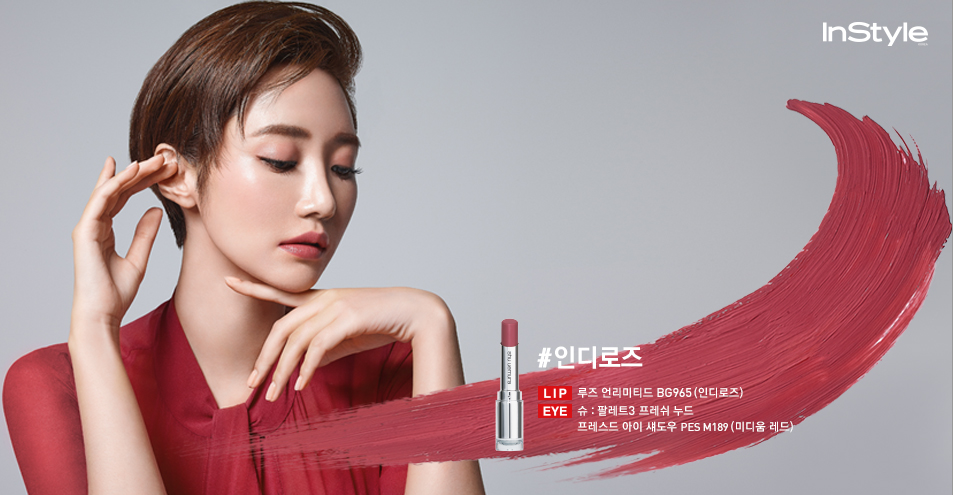 InStyle
#인디로즈
shu uemura
LIP 루즈 언리미티드 BG965 (인디로즈)
EYE 슈 : 팔레트3 프레쉬 누드
프레스드 아이 섀도우 PES M189 (미디움 레드)